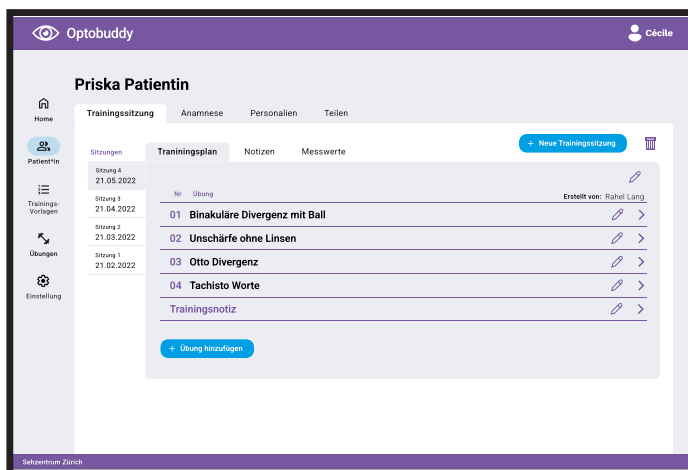 Optobuddy
Cécile
Priska Patientin
Home
Patient*in
Trainings-
Vorlagen
Übungen
Einstellung
Trainingssitzung Anamnese Personalien Teilen
Sitzungen
Sitzung 4
21.05.2022
Sitzung 3
21.04.2022
Sitzung 2
21.03.2022
Sitzung 1
21.02.2022
Traniningsplan Notizen Messwerte
+ Neue Trainingssitzung
Nr Übung
Erstellt von: Rahel Lang
01 Binakuläre Divergenz mit Ball
02 Unschärfe ohne Linsen
03 Otto Divergenz
04 Tachisto Worte
Trainingsnotiz
+ Übung hinzufügen
Sehzentrum Zürich